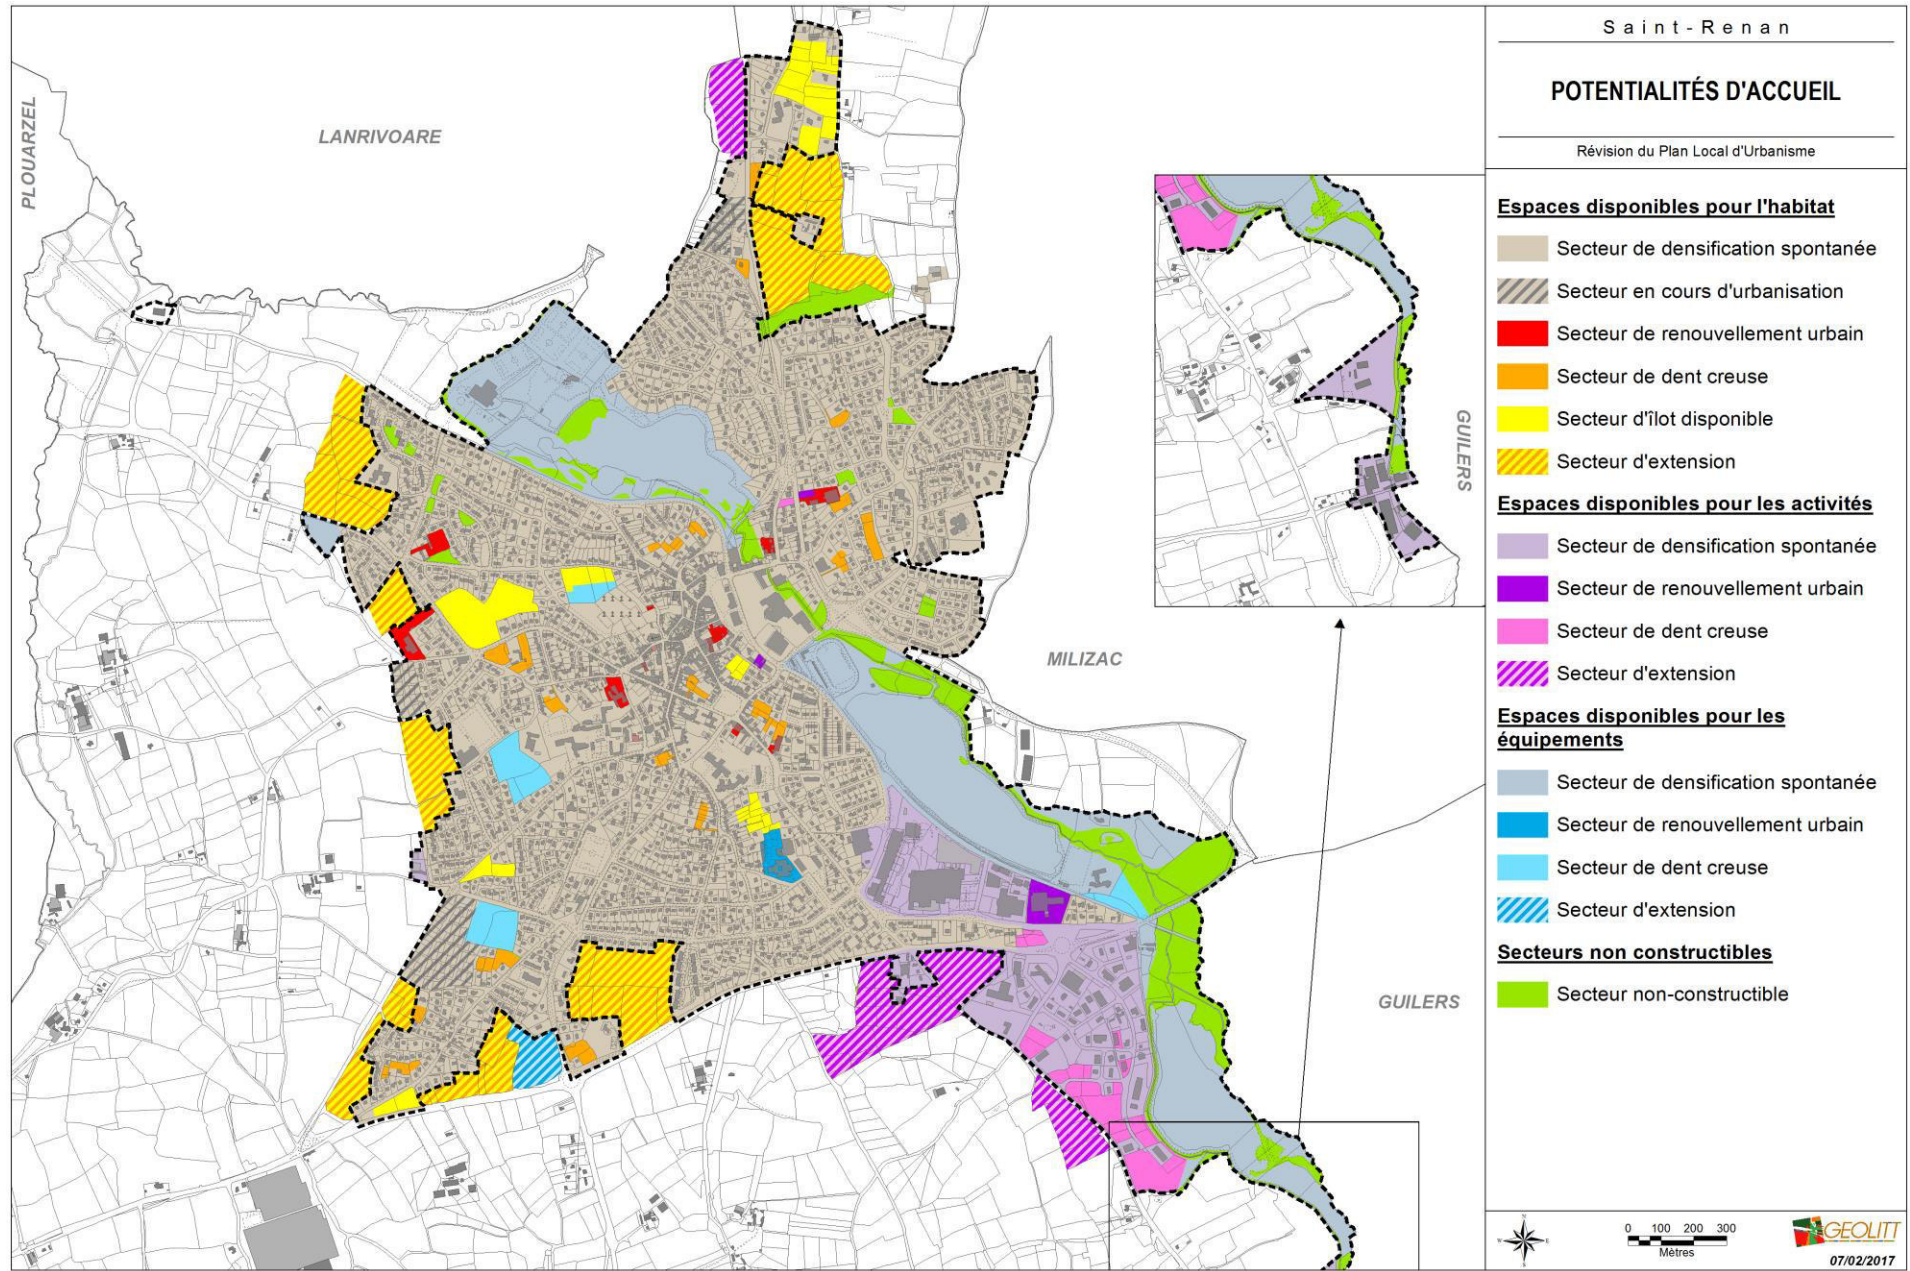 Saint-Renan
POTENTIALITÉS D'ACCUEIL
Révision du Plan Local d'Urbanisme
Espaces disponibles pour l'habitat
Secteur de densification spontanée
Secteur en cours d'urbanisation
Secteur de renouvellement urbain
Secteur de dent creuse
Secteur d'îlot disponible
Secteur d'extension
Espaces disponibles pour les activités
Secteur de densification spontanée
Secteur de renouvellement urbain
Secteur de dent creuse
Secteur d'extension
Espaces disponibles pour les
équipements
Secteur de densification spontanée
Secteur de renouvellement urbain
Secteur de dent creuse
Secteur d'extension
Secteurs non constructibles
Secteur non-constructible
PLOUARZEL
LANRIVOARE
MILIZAC
GUILERS
GUILERS
N
W
E
S
0 100 200 300
Mètres
GEOLITT
07/02/2017